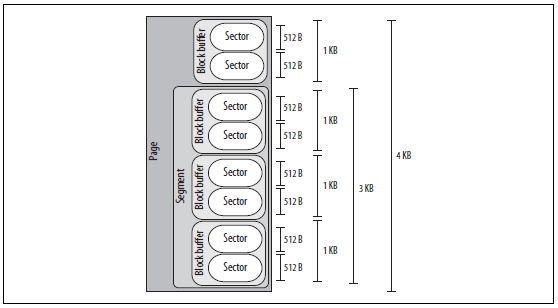 Page
Block buffer
Sector
512 B
Sector
512 B
1 KB
Segment
Block buffer
Sector
512 B
Sector
512 B
1 KB
Block buffer
Sector
512 B
Sector
512 B
1 KB
Block buffer
Sector
512 B
Sector
512 B
1 KB
3 KB
4 KB